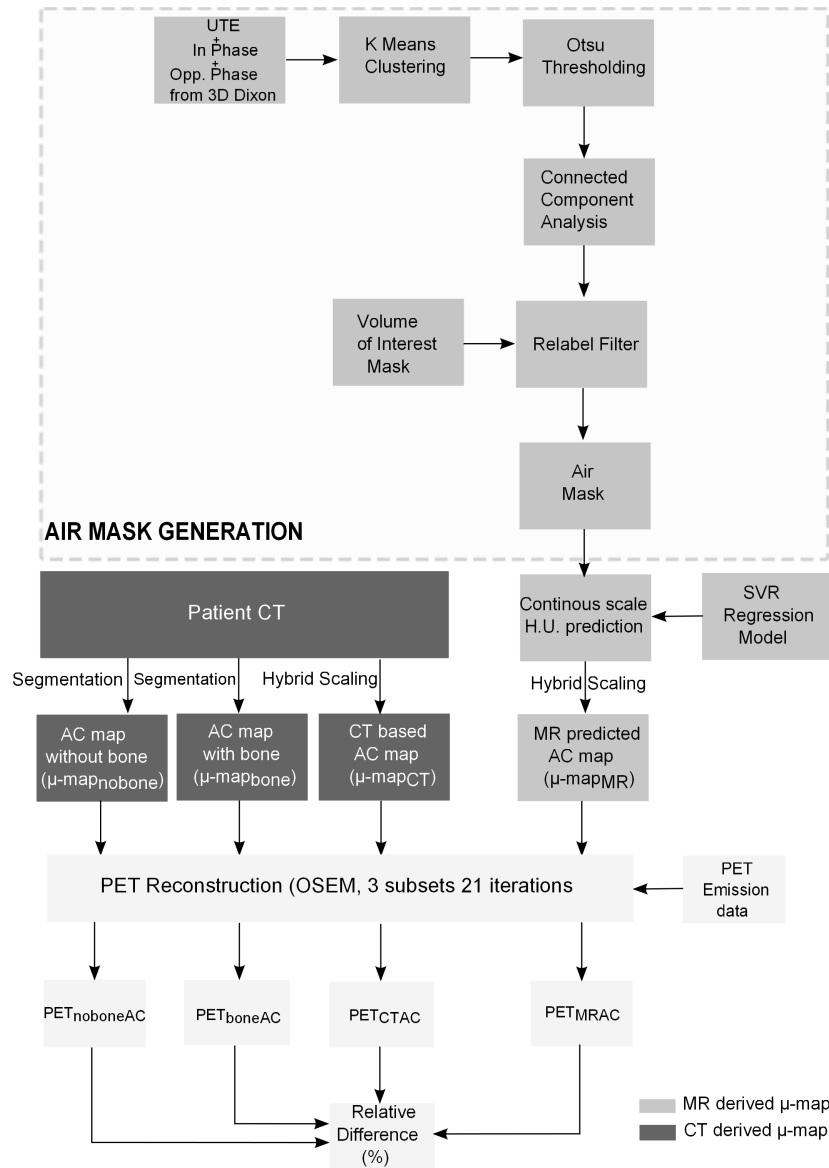 UTE
+
In Phase
+
Opp. Phase
from 3D Dixon
K Means
Clustering
Otsu
Thresholding
Connected
Component
Analysis
Volume
of Interest
Mask
Relabel Filter
Air
Mask
AIR MASK GENERATION
Patient CT
Continous scale
H.U. prediction
SVR
Regression
Model
Segmentation
Segmentation
Hybrid Scaling
Hybrid Scaling
AC map
without bone
(µ-mapnobone)
AC map
with bone
(µ-mapbone)
CT based
AC map
(µ-mapCT)
MR predicted
AC map
(µ-mapMR)
PET Reconstruction (OSEM, 3 subsets 21 iterations
PET
Emission
data
PETnoboneAC
PETboneAC
PETCTAC
PETMRAC
Relative
Difference
(%)
MR derived µ-map
CT derived µ-map